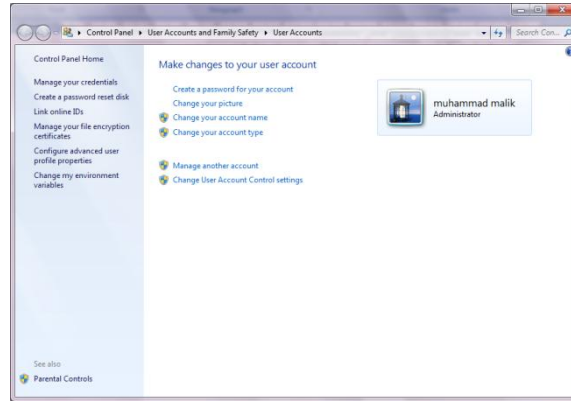 Control Panel ▸ User Accounts and Family Safety ▸ User Accounts
Search Con...
Control Panel Home
Manage your credentials
Create a password reset disk
Link online IDs
Manage your file encryption
certificates
Configure advanced user
profile properties
Change my environment
variables
See also
Parental Controls
Make changes to your user account
Create a password for your account
Change your picture
Change your account name
Change your account type
Manage another account
Change User Account Control settings
muhammad malik
Administrator